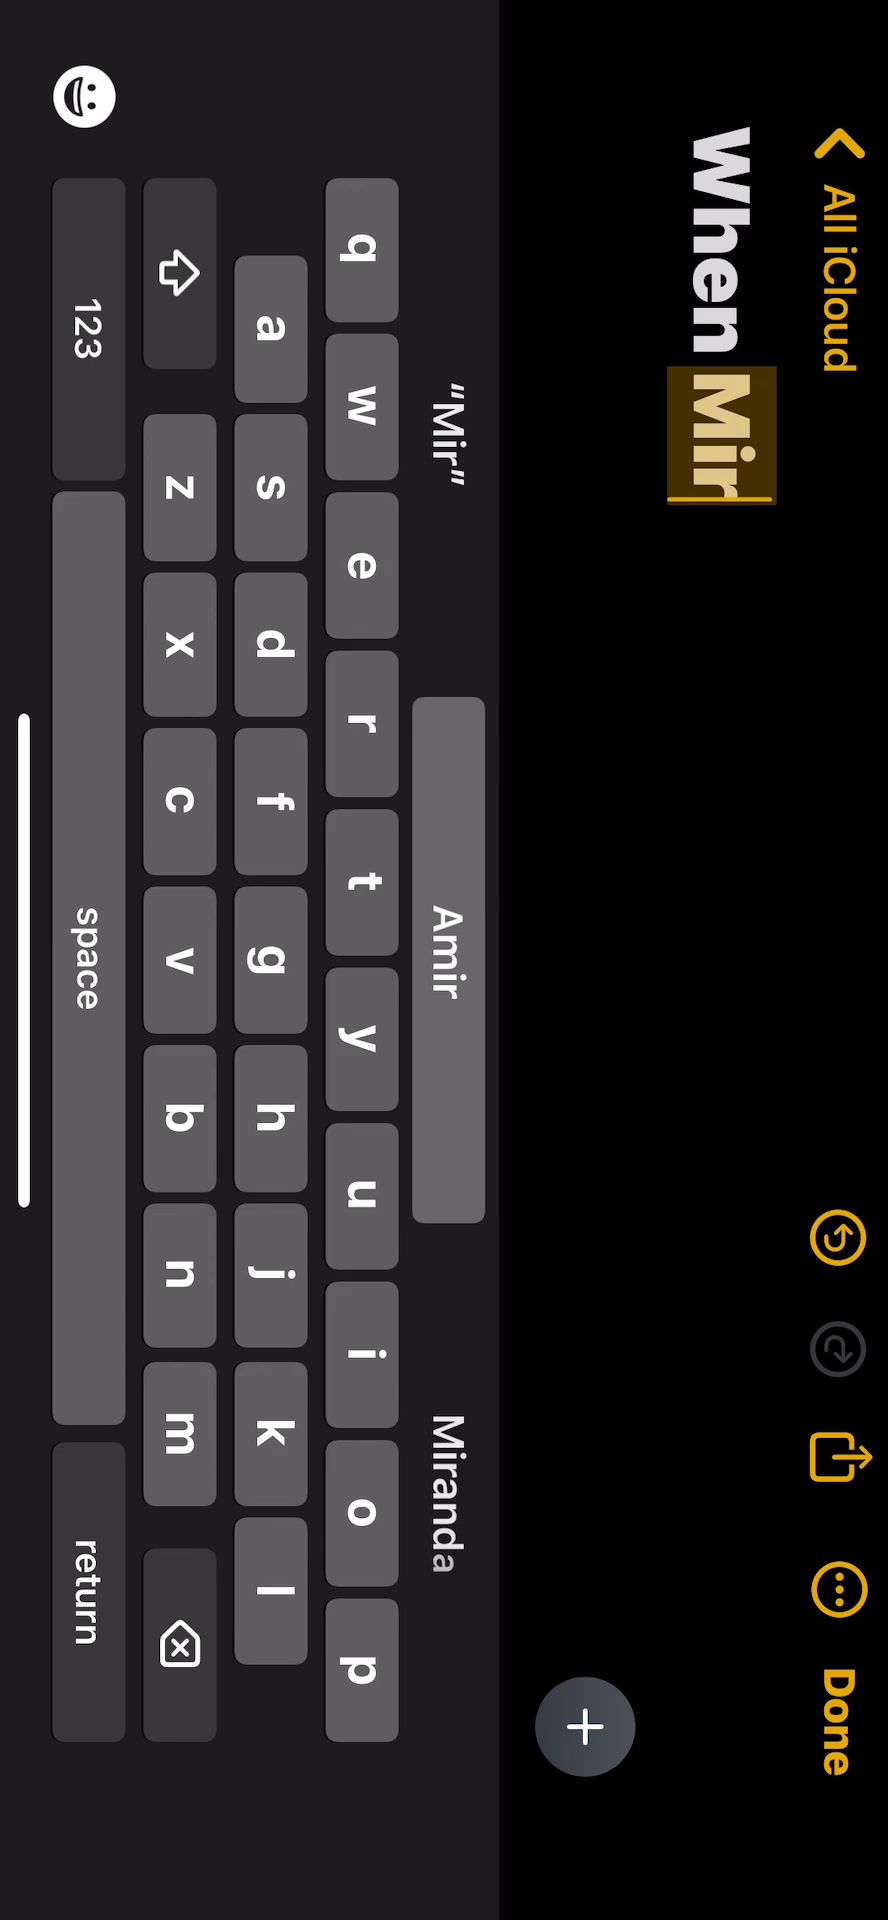 All iCloud Done
When Mir
“Mir” Amir Miranda
q w e r t y u i o p
a s d f g h j k l
z x c v b n m
123 space return